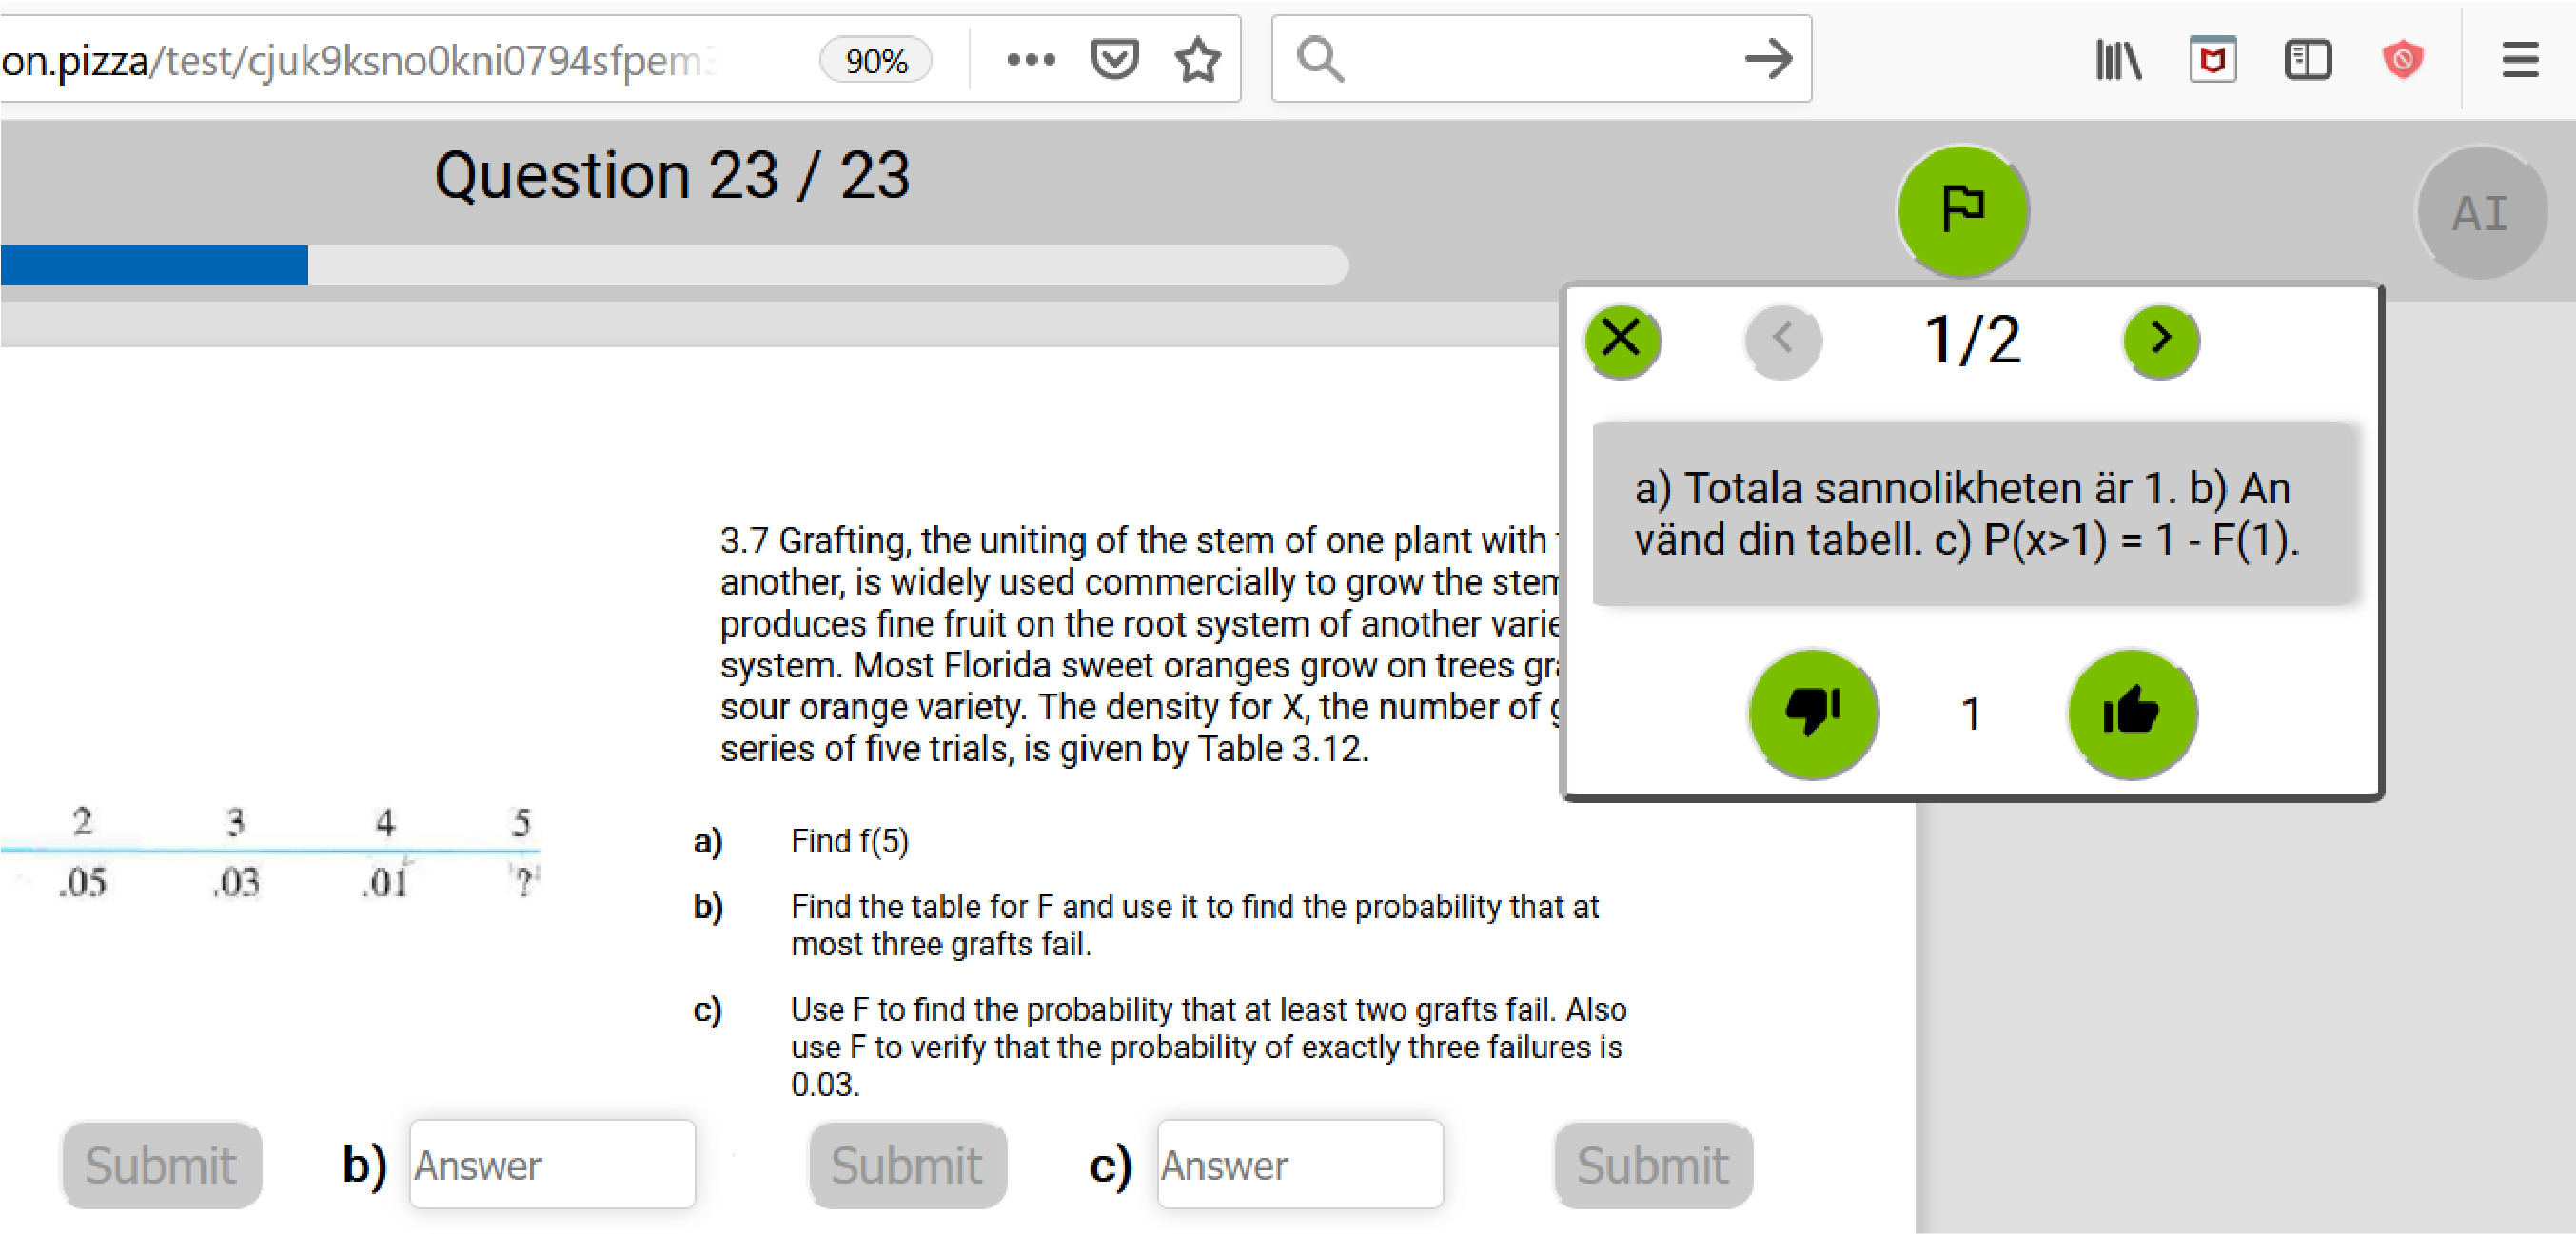 on.pizza/test/cjuk9ksno0kni0794sfpem
90%
Question 23 / 23
AI
1/2
a) Totala sannolikheten är 1. b) An
vänd din tabell. c) P(x>1) = 1 - F(1).
1
3.7 Grafting, the uniting of the stem of one plant with
another, is widely used commercially to grow the stem
produces fine fruit on the root system of another varie
system. Most Florida sweet oranges grow on trees gra
sour orange variety. The density for X, the number of g
series of five trials, is given by Table 3.12.
2 3 4 5
.05 .03 .01 ?
a) Find f(5)
b) Find the table for F and use it to find the probability that at
most three grafts fail.
c) Use F to find the probability that at least two grafts fail. Also
use F to verify that the probability of exactly three failures is
0.03.
Submit b) Answer Submit c) Answer Submit